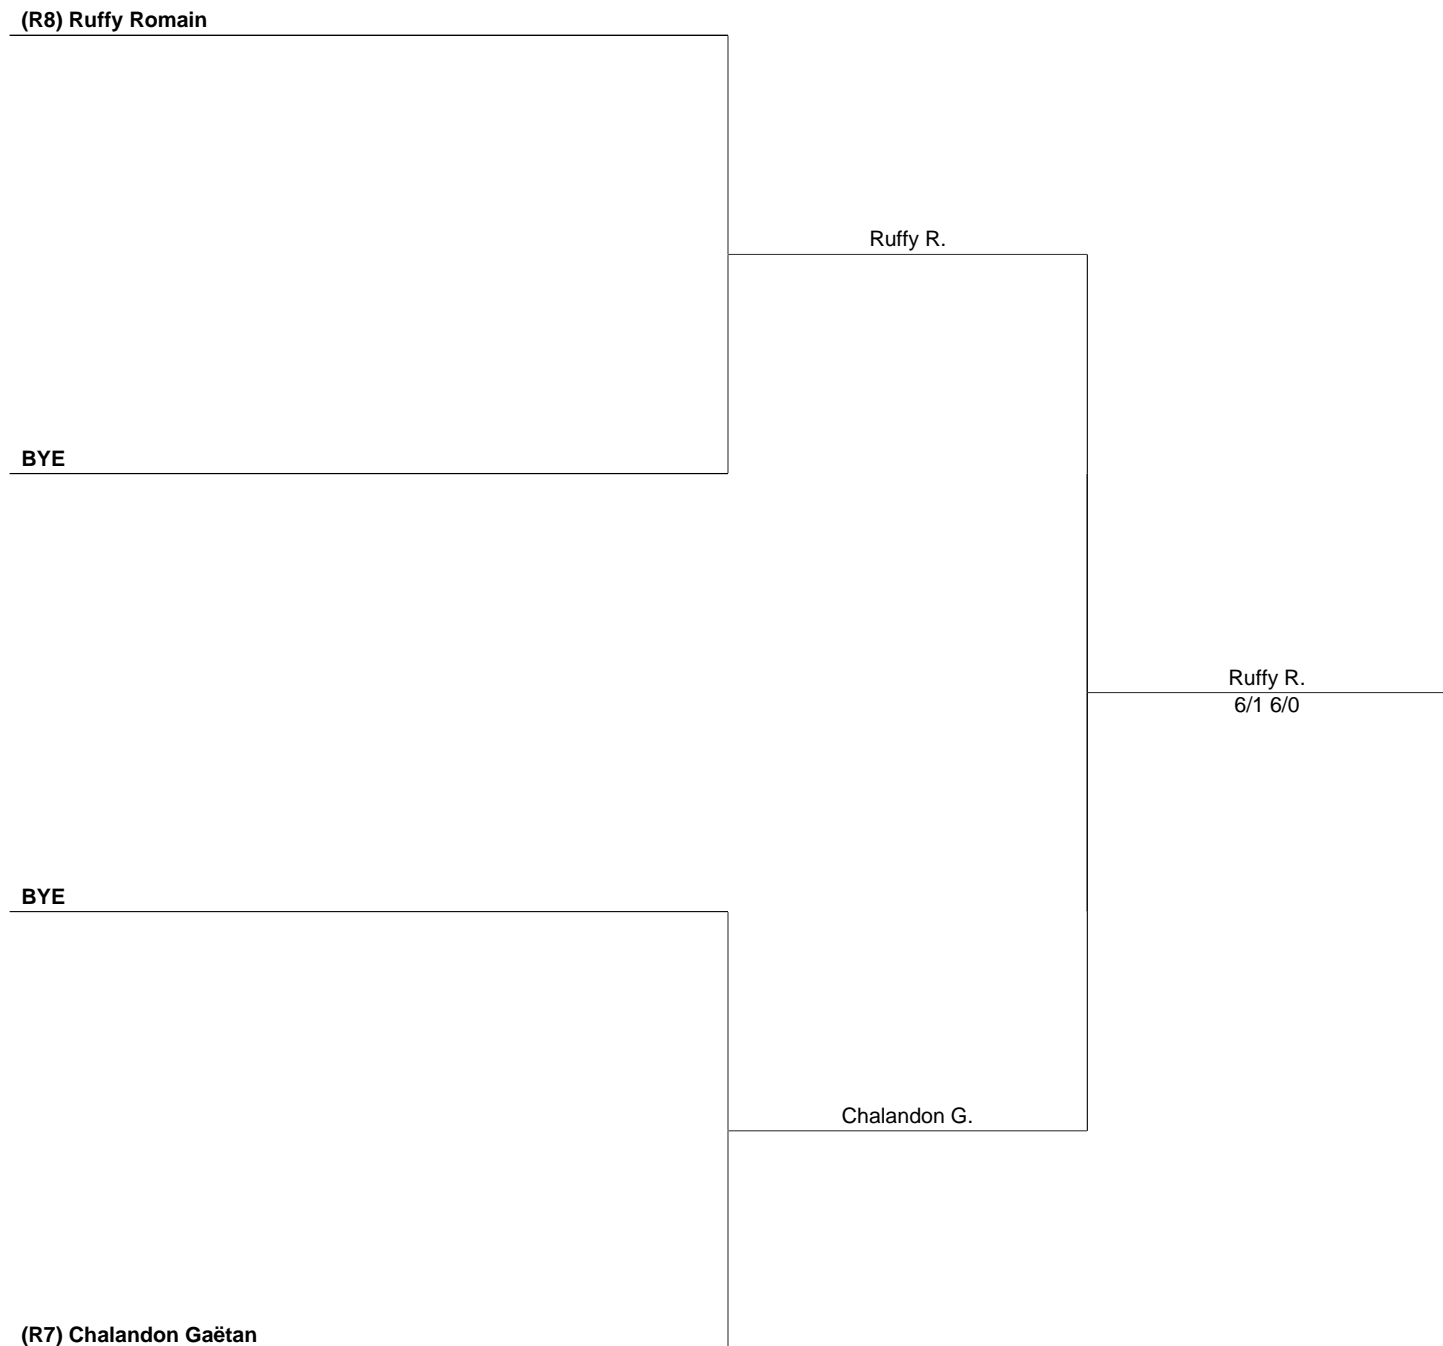 (R8) Ruffy Romain
Ruffy R.
BYE
Ruffy R.
6/1 6/0
BYE
Chalandon G.
(R7) Chalandon Gaëtan